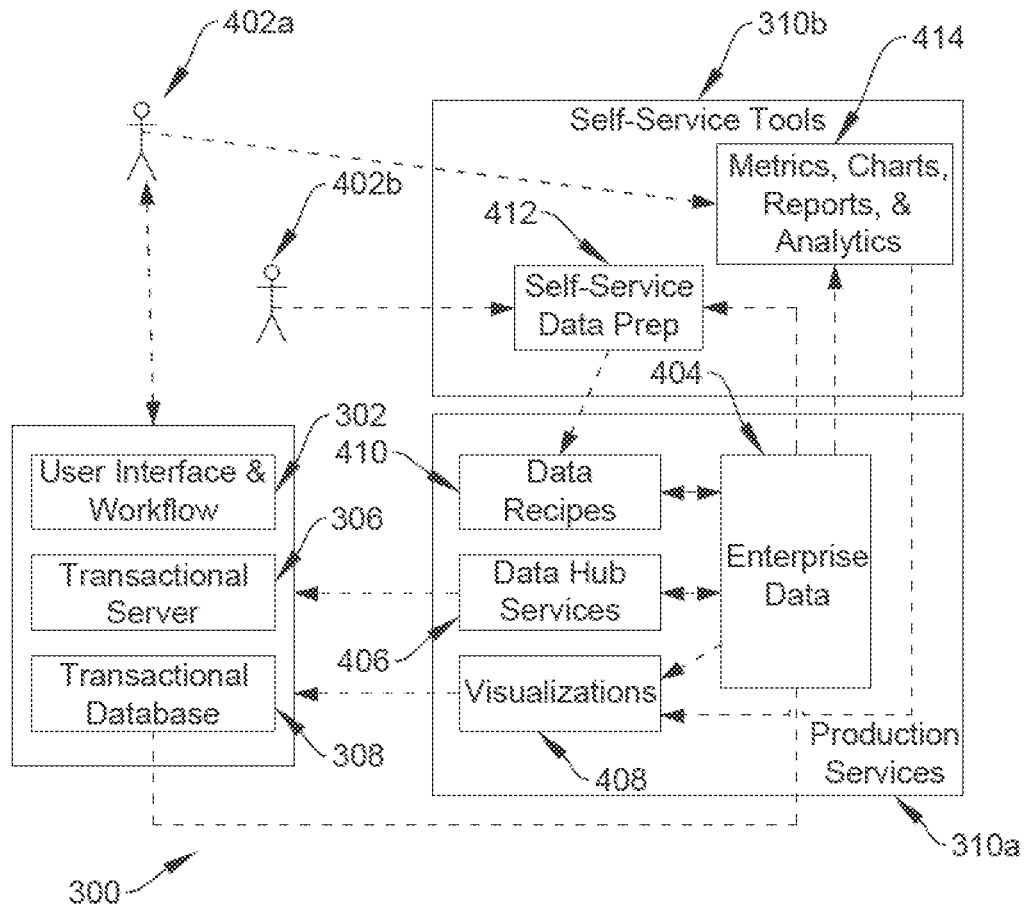 402a
310b
414
Self-Service Tools
Metrics, Charts,
Reports, &
Analytics
402b
412
Self-Service
Data Prep
404
302
410
User Interface &
Workflow
Data
Recipes
306
Transactional
Server
Data Hub
Services
Enterprise
Data
406
Transactional
Database
Visualizations
308
408
Production
Services
310a
300